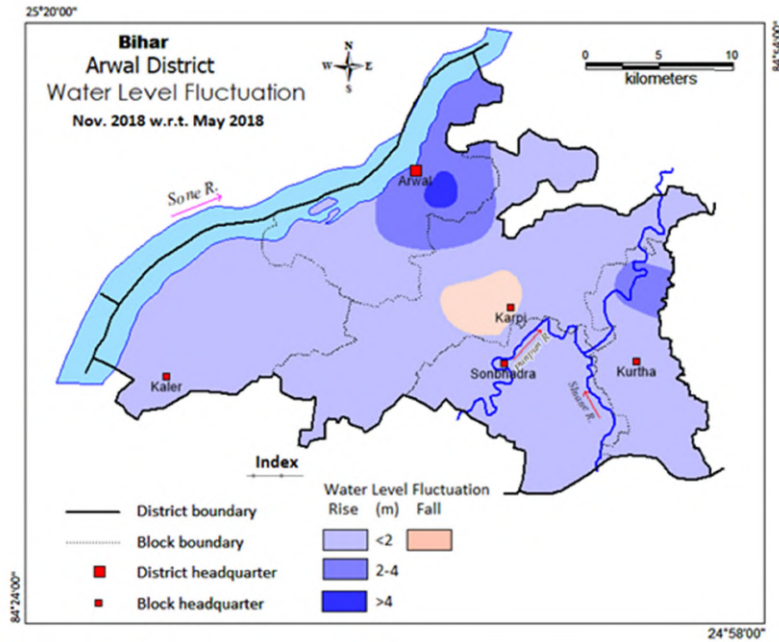 25°20'00"
84°54'00"
Bihar
Arwal District
Water Level Fluctuation
Nov. 2018 w.r.t. May 2018
N
W E
S
0 5 10
kilometers
Sone R.
Arwal
Karpi
Punpun R.
Kaler
Sonbhadra
Kurtha
Index
District boundary
Block boundary
District headquarter
Block headquarter
Water Level Fluctuation
Rise (m) Fall
<2
2-4
>4
84°24'00"
24°58'00"